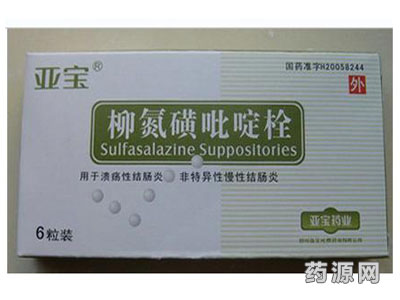 国药准字H20058244
亚宝®
外
柳氮磺吡啶栓
Sulfasalazine Suppositories
用于溃疡性结肠炎 非特异性慢性结肠炎
6粒装
亚宝药业
药源网